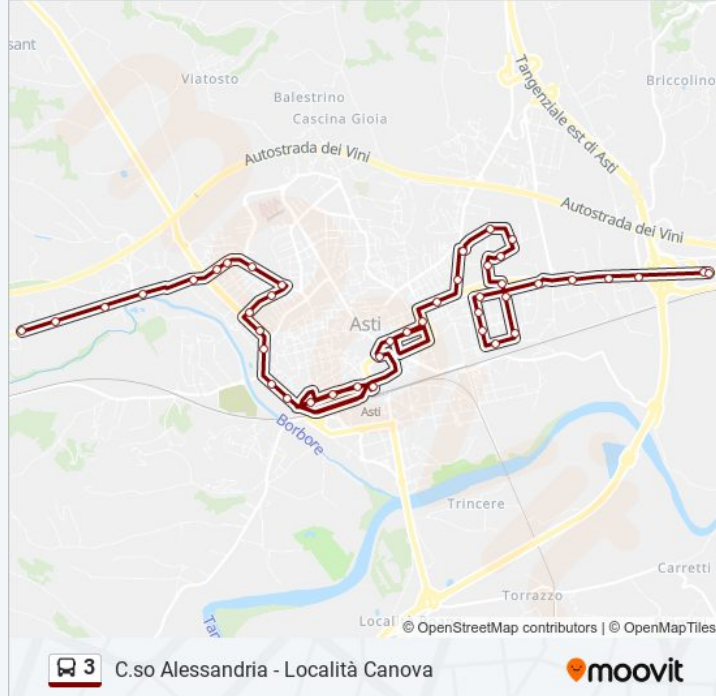 sant
Viatosto
Balestrino
Cascina Gioia
Briccolino
Tangenziale est di Asti
Autostrada dei Vini
Autostrada dei Vini
Asti
Asti
Borbore
Trincere
Carretti
Torrazzo
Tan
© OpenStreetMap contributors | © OpenMapTiles
3 C.so Alessandria - Località Canova
moovit